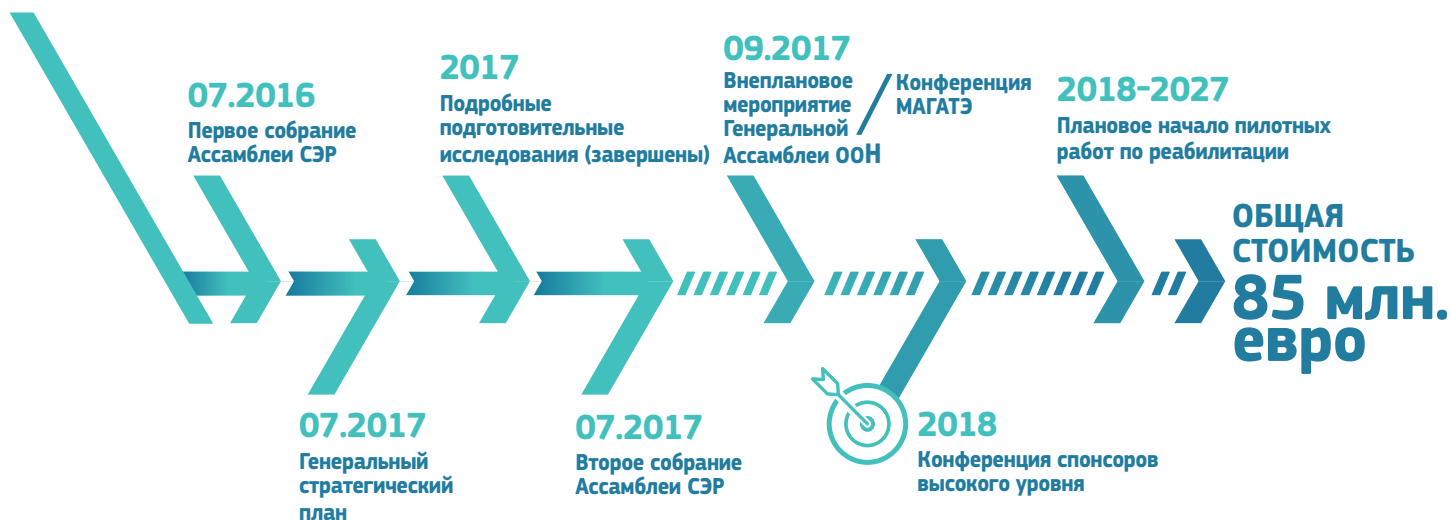 07.2016
Первое собрание
Ассамблеи СЭР
2017
Подробные
подготовительные
исследования (завершены)
09.2017
Внеплановое
мероприятие
Генеральной
Ассамблеи ООН
Конференция
МАГАТЭ
2018-2027
Плановое начало пилотных
работ по реабилитации
ОБЩАЯ
СТОИМОСТЬ
85 млн.
евро
07.2017
Генеральный
стратегический
план
07.2017
Второе собрание
Ассамблеи СЭР
2018
Конференция спонсоров
высокого уровня